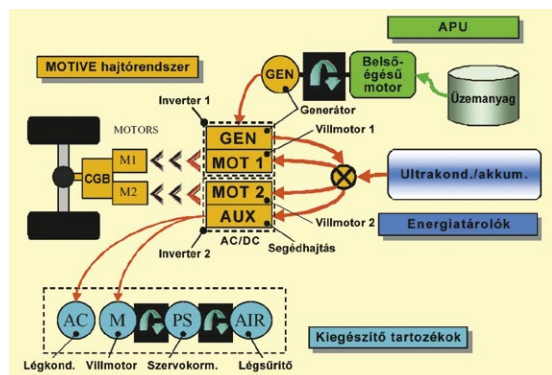 APU
MOTIVE hajtórendszer
GEN
Belső-
égésű
motor
Üzemanyag
Inverter 1
Generátor
MOTORS
GEN
Villmotor 1
MOT 1
M1
CGB
M2
MOT 2
AUX
Ultrakond./akkum.
Villmotor 2
Energiatárolók
AC/DC
Segédhajtás
Inverter 2
AC
M
PS
AIR
Kiegészítő tartozékok
Légkond.
Villmotor
Szervokorm.
Légsűrítő